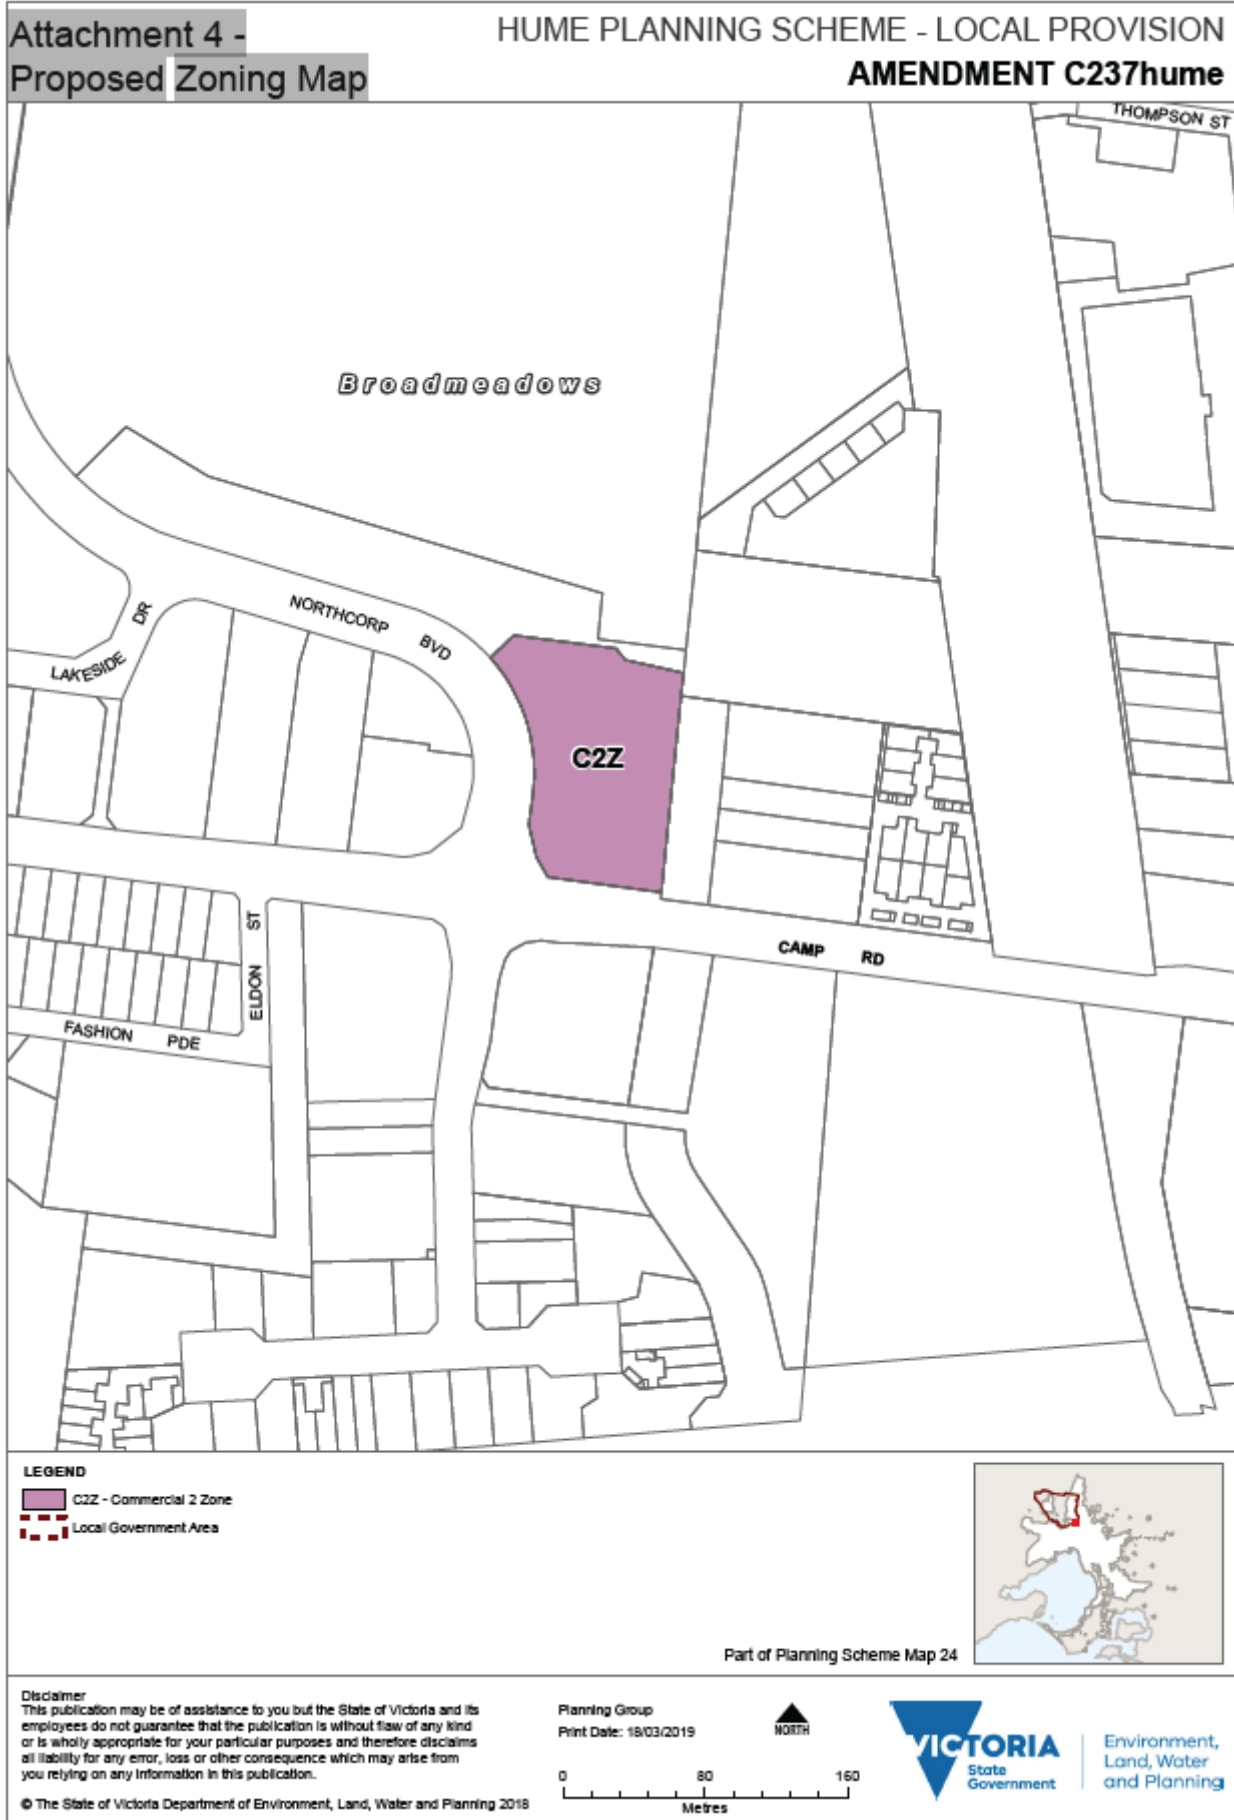 Attachment 4 -
Proposed Zoning Map
HUME PLANNING SCHEME - LOCAL PROVISION
AMENDMENT C237hume
THOMPSON ST
Broadmeadows
NORTHCORP BVD
LAKESIDE DR
C2Z
ELDON ST
CAMP RD
FASHION PDE
LEGEND
C2Z - Commercial 2 Zone
Local Government Area
Part of Planning Scheme Map 24
Disclaimer
This publication may be of assistance to you but the State of Victoria and its
employees do not guarantee that the publication is without flaw of any kind
or is wholly appropriate for your particular purposes and therefore disclaims
all liability for any error, loss or other consequence which may arise from
you relying on any information in this publication.
© The State of Victoria Department of Environment, Land, Water and Planning 2018
Planning Group
Print Date: 18/03/2019
NORTH
0 80 160
Metres
VICTORIA
State
Government
Environment,
Land, Water
and Planning